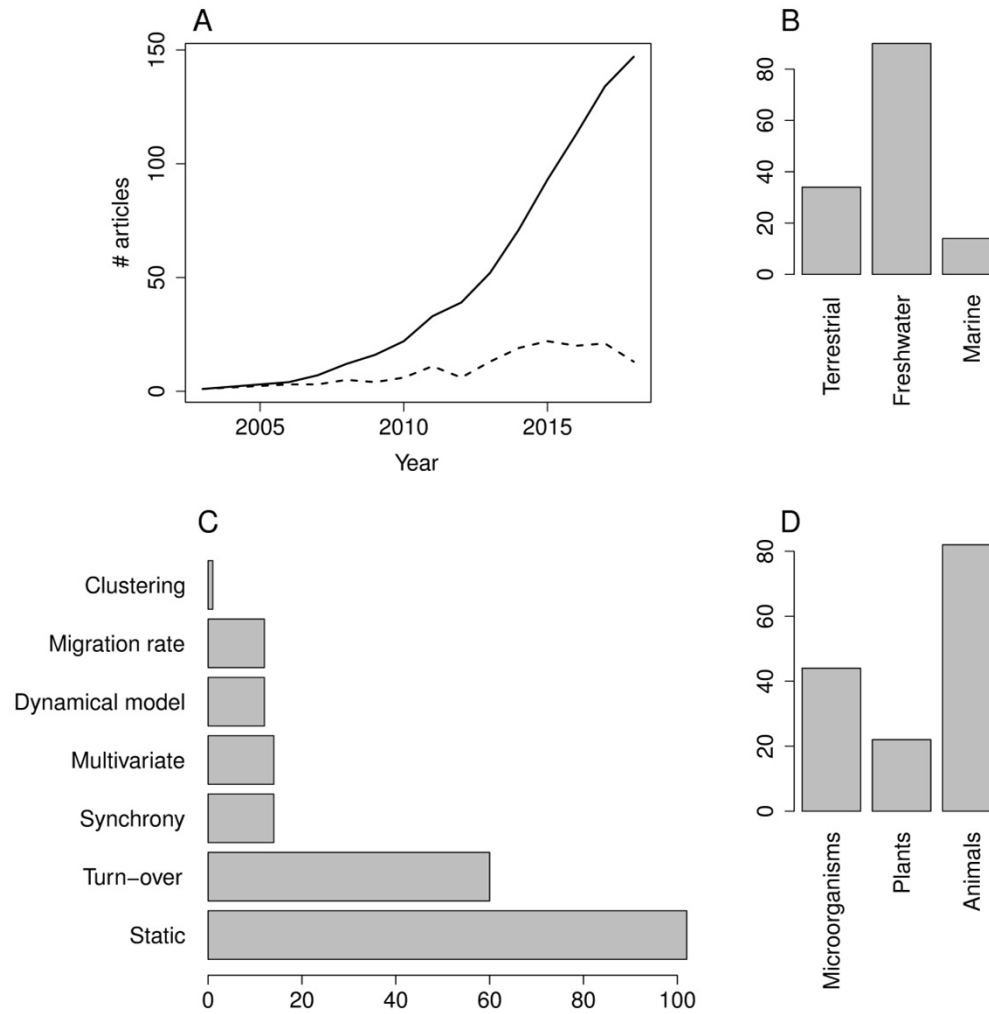 A
# articles
150
100
50
0
2005 2010 2015
Year
B
80
60
40
20
0
Terrestrial
Freshwater
Marine
C
Clustering
Migration rate
Dynamical model
Multivariate
Synchrony
Turn−over
Static
0 20 40 60 80 100
D
80
60
40
20
0
Microorganisms
Plants
Animals